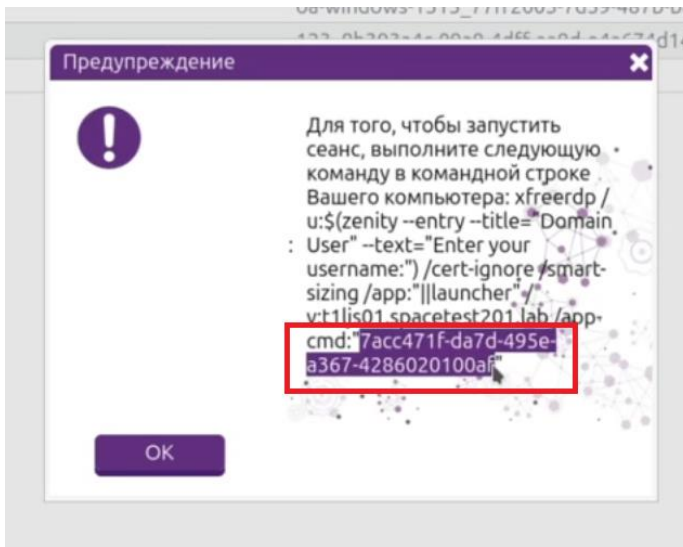 Предупреждение
Для того, чтобы запустить
сеанс, выполните следующую
команду в командной строке
Вашего компьютера: xfreerdp /
u:$(zenity --entry --title="Domain
User" --text="Enter your
username:") /cert-ignore /smart-
sizing /app:"||launcher" /
v:t1lis01.spacetest201.lab /app-
cmd:"7acc471f-da7d-495e-
a367-4286020100af"
OK